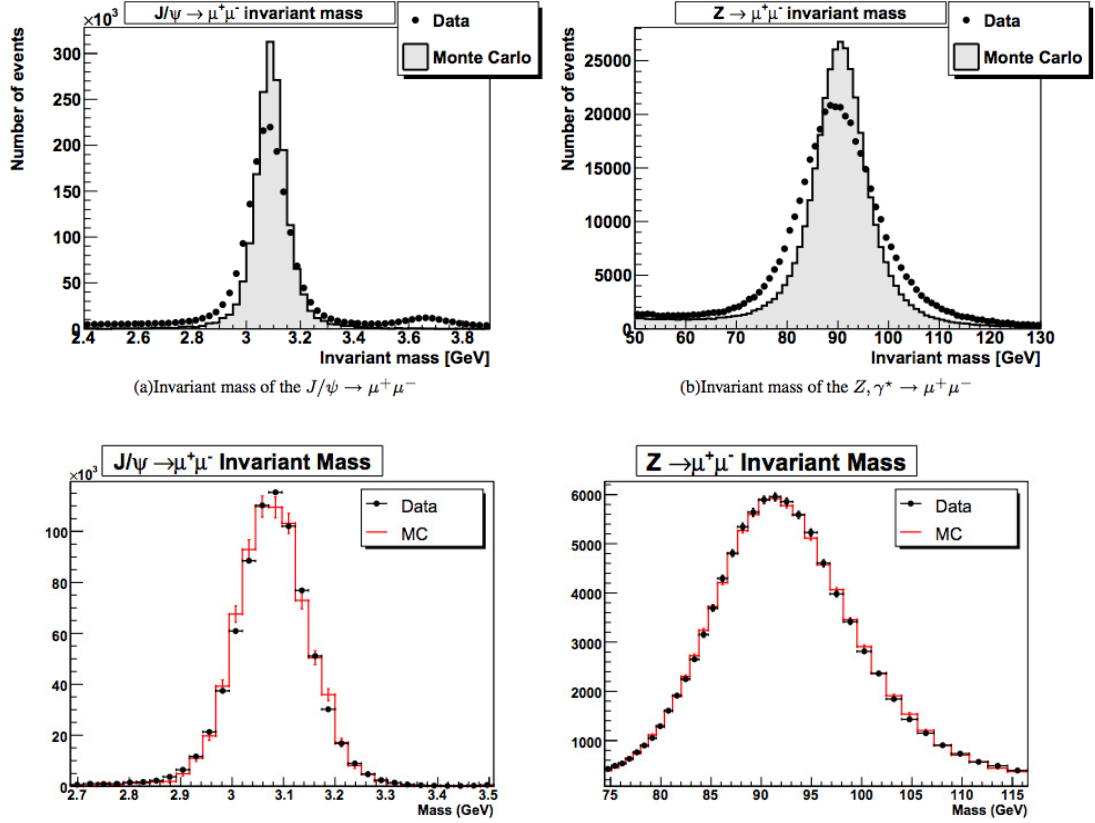 ×10³
J/ψ → μ⁺μ⁻ invariant mass
Data
Monte Carlo
Number of events
300
250
200
150
100
50
0
2.4 2.6 2.8 3.0 3.2 3.4 3.6 3.8
Invariant mass [GeV]
(a)Invariant mass of the J/ψ → μ⁺μ⁻
Z → μ⁺μ⁻ invariant mass
Data
Monte Carlo
Number of events
25000
20000
15000
10000
5000
0
50 60 70 80 90 100 110 120 130
Invariant mass [GeV]
(b)Invariant mass of the Z, γ⋆ → μ⁺μ⁻
J/ψ →μ⁺μ⁻ Invariant Mass
×10³
Data
MC
100
80
60
40
20
0
2.7 2.8 2.9 3 3.1 3.2 3.3 3.4 3.5
Mass (GeV)
Z →μ⁺μ⁻ Invariant Mass
Data
MC
6000
5000
4000
3000
2000
1000
75 80 85 90 95 100 105 110 115
Mass (GeV)